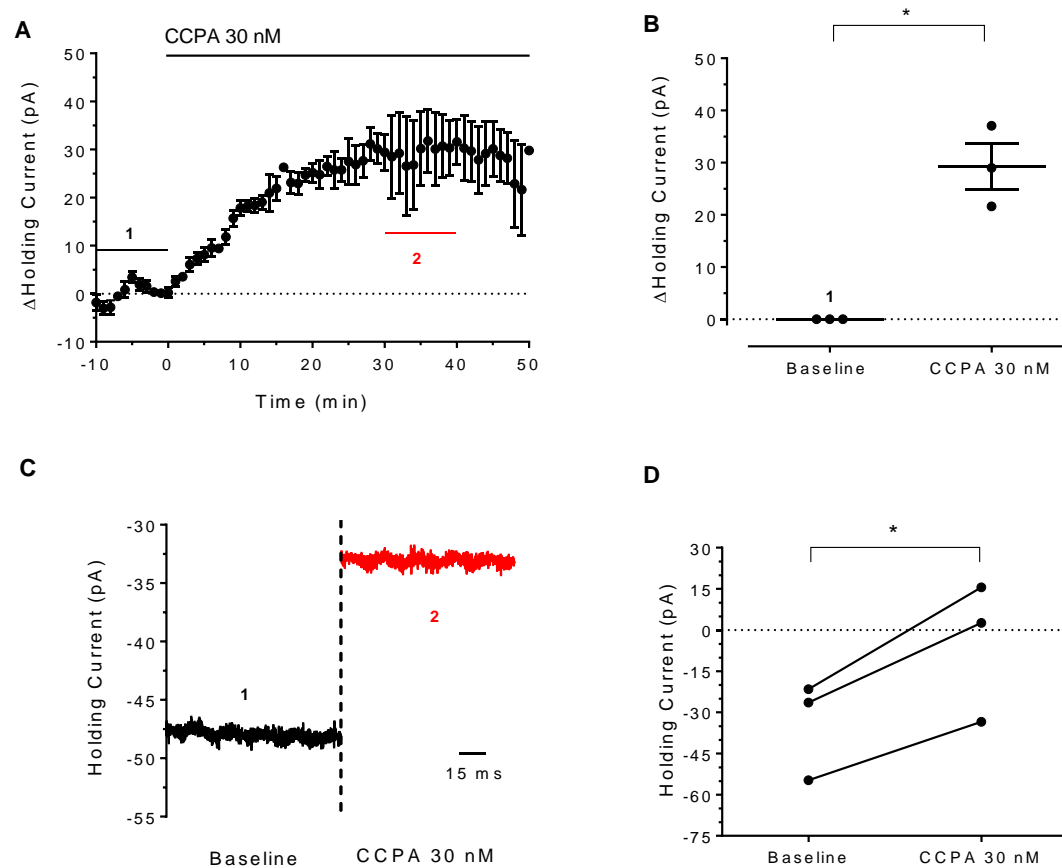 A
CCPA 30 nM
50
40
30
20
10
0
-10
ΔHolding Current (pA)
1
2
-10 0 10 20 30 40 50
Time (min)
B
*
50
40
30
20
10
0
ΔHolding Current (pA)
1
Baseline CCPA 30 nM
C
-30
-35
-40
-45
-50
-55
Holding Current (pA)
1
2
15 ms
Baseline CCPA 30 nM
D
*
30
15
0
-15
-30
-45
-60
-75
Holding Current (pA)
Baseline CCPA 30 nM